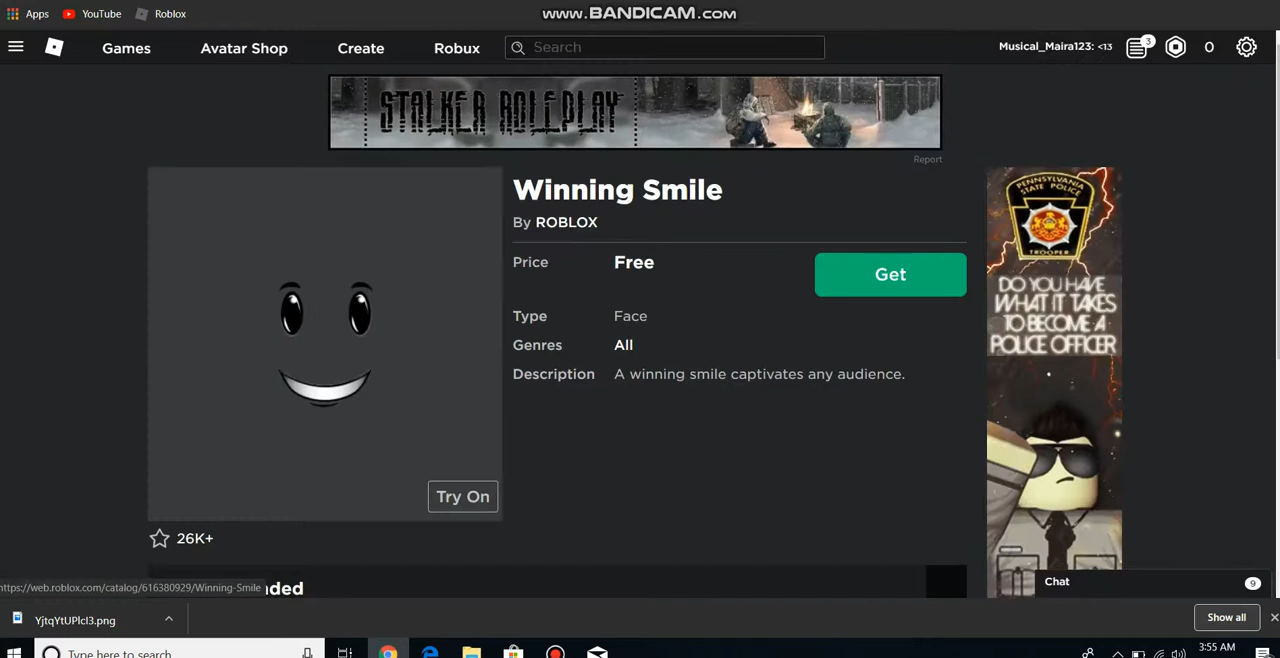 www.BANDICAM.com
Apps YouTube Roblox
Games Avatar Shop Create Robux Search Musical_Maira123: <13 3 0
STALKER ROLEPLAY
Report
Winning Smile
By ROBLOX
Price Free Get
Type Face
Genres All
Description A winning smile captivates any audience.
Try On
26K+
PENNSYLVANIA
STATE POLICE
TROOPER
DO YOU HAVE
WHAT IT TAKES
TO BECOME A
POLICE OFFICER
Chat 9
https://web.roblox.com/catalog/616380929/Winning-Smile
YjtqYtUPlcI3.png Show all
Type here to search 3:55 AM